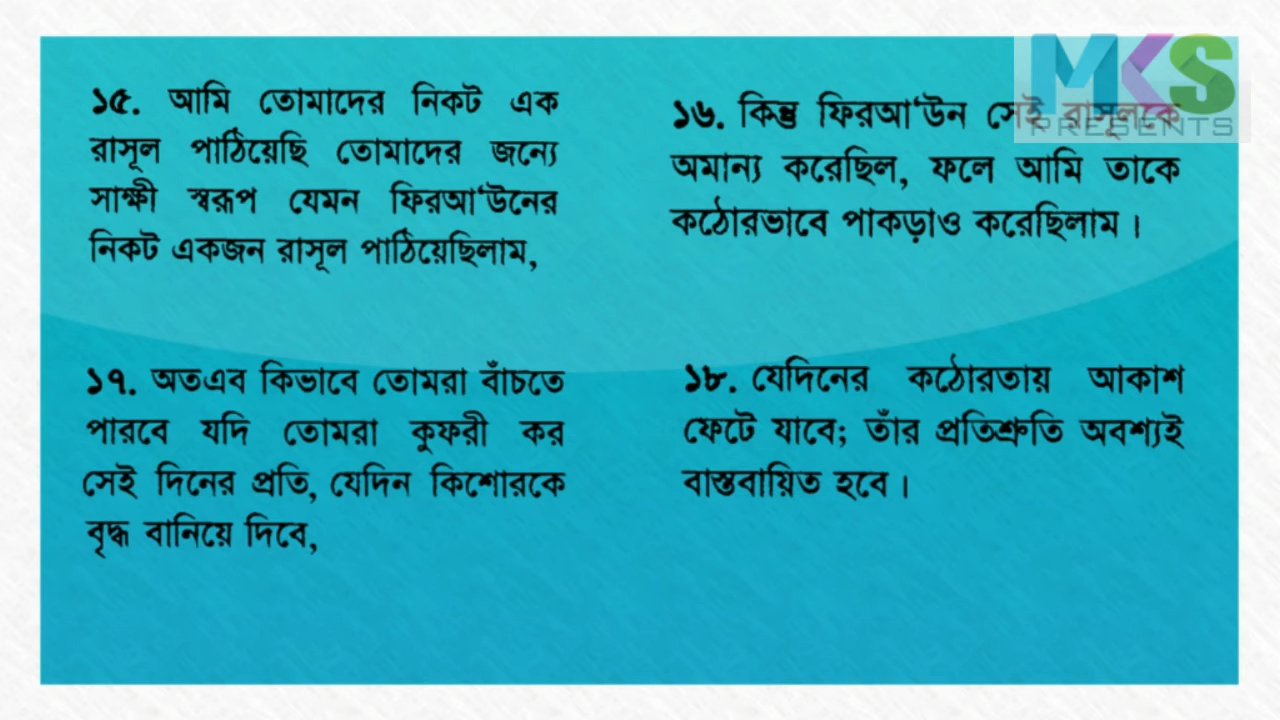 ১৫. আমি তোমাদের নিকট এক
রাসূল পাঠিয়েছি তোমাদের জন্যে
সাক্ষী স্বরূপ যেমন ফিরআ‘উনের
নিকট একজন রাসূল পাঠিয়েছিলাম,
১৬. কিন্তু ফিরআ‘উন সেই রাসূলকে
অমান্য করেছিল, ফলে আমি তাকে
কঠোরভাবে পাকড়াও করেছিলাম।
১৭. অতএব কিভাবে তোমরা বাঁচতে
পারবে যদি তোমরা কুফরী কর
সেই দিনের প্রতি, যেদিন কিশোরকে
বৃদ্ধ বানিয়ে দিবে,
১৮. যেদিনের কঠোরতায় আকাশ
ফেটে যাবে; তাঁর প্রতিশ্রুতি অবশ্যই
বাস্তবায়িত হবে।
MKS
PRESENTS